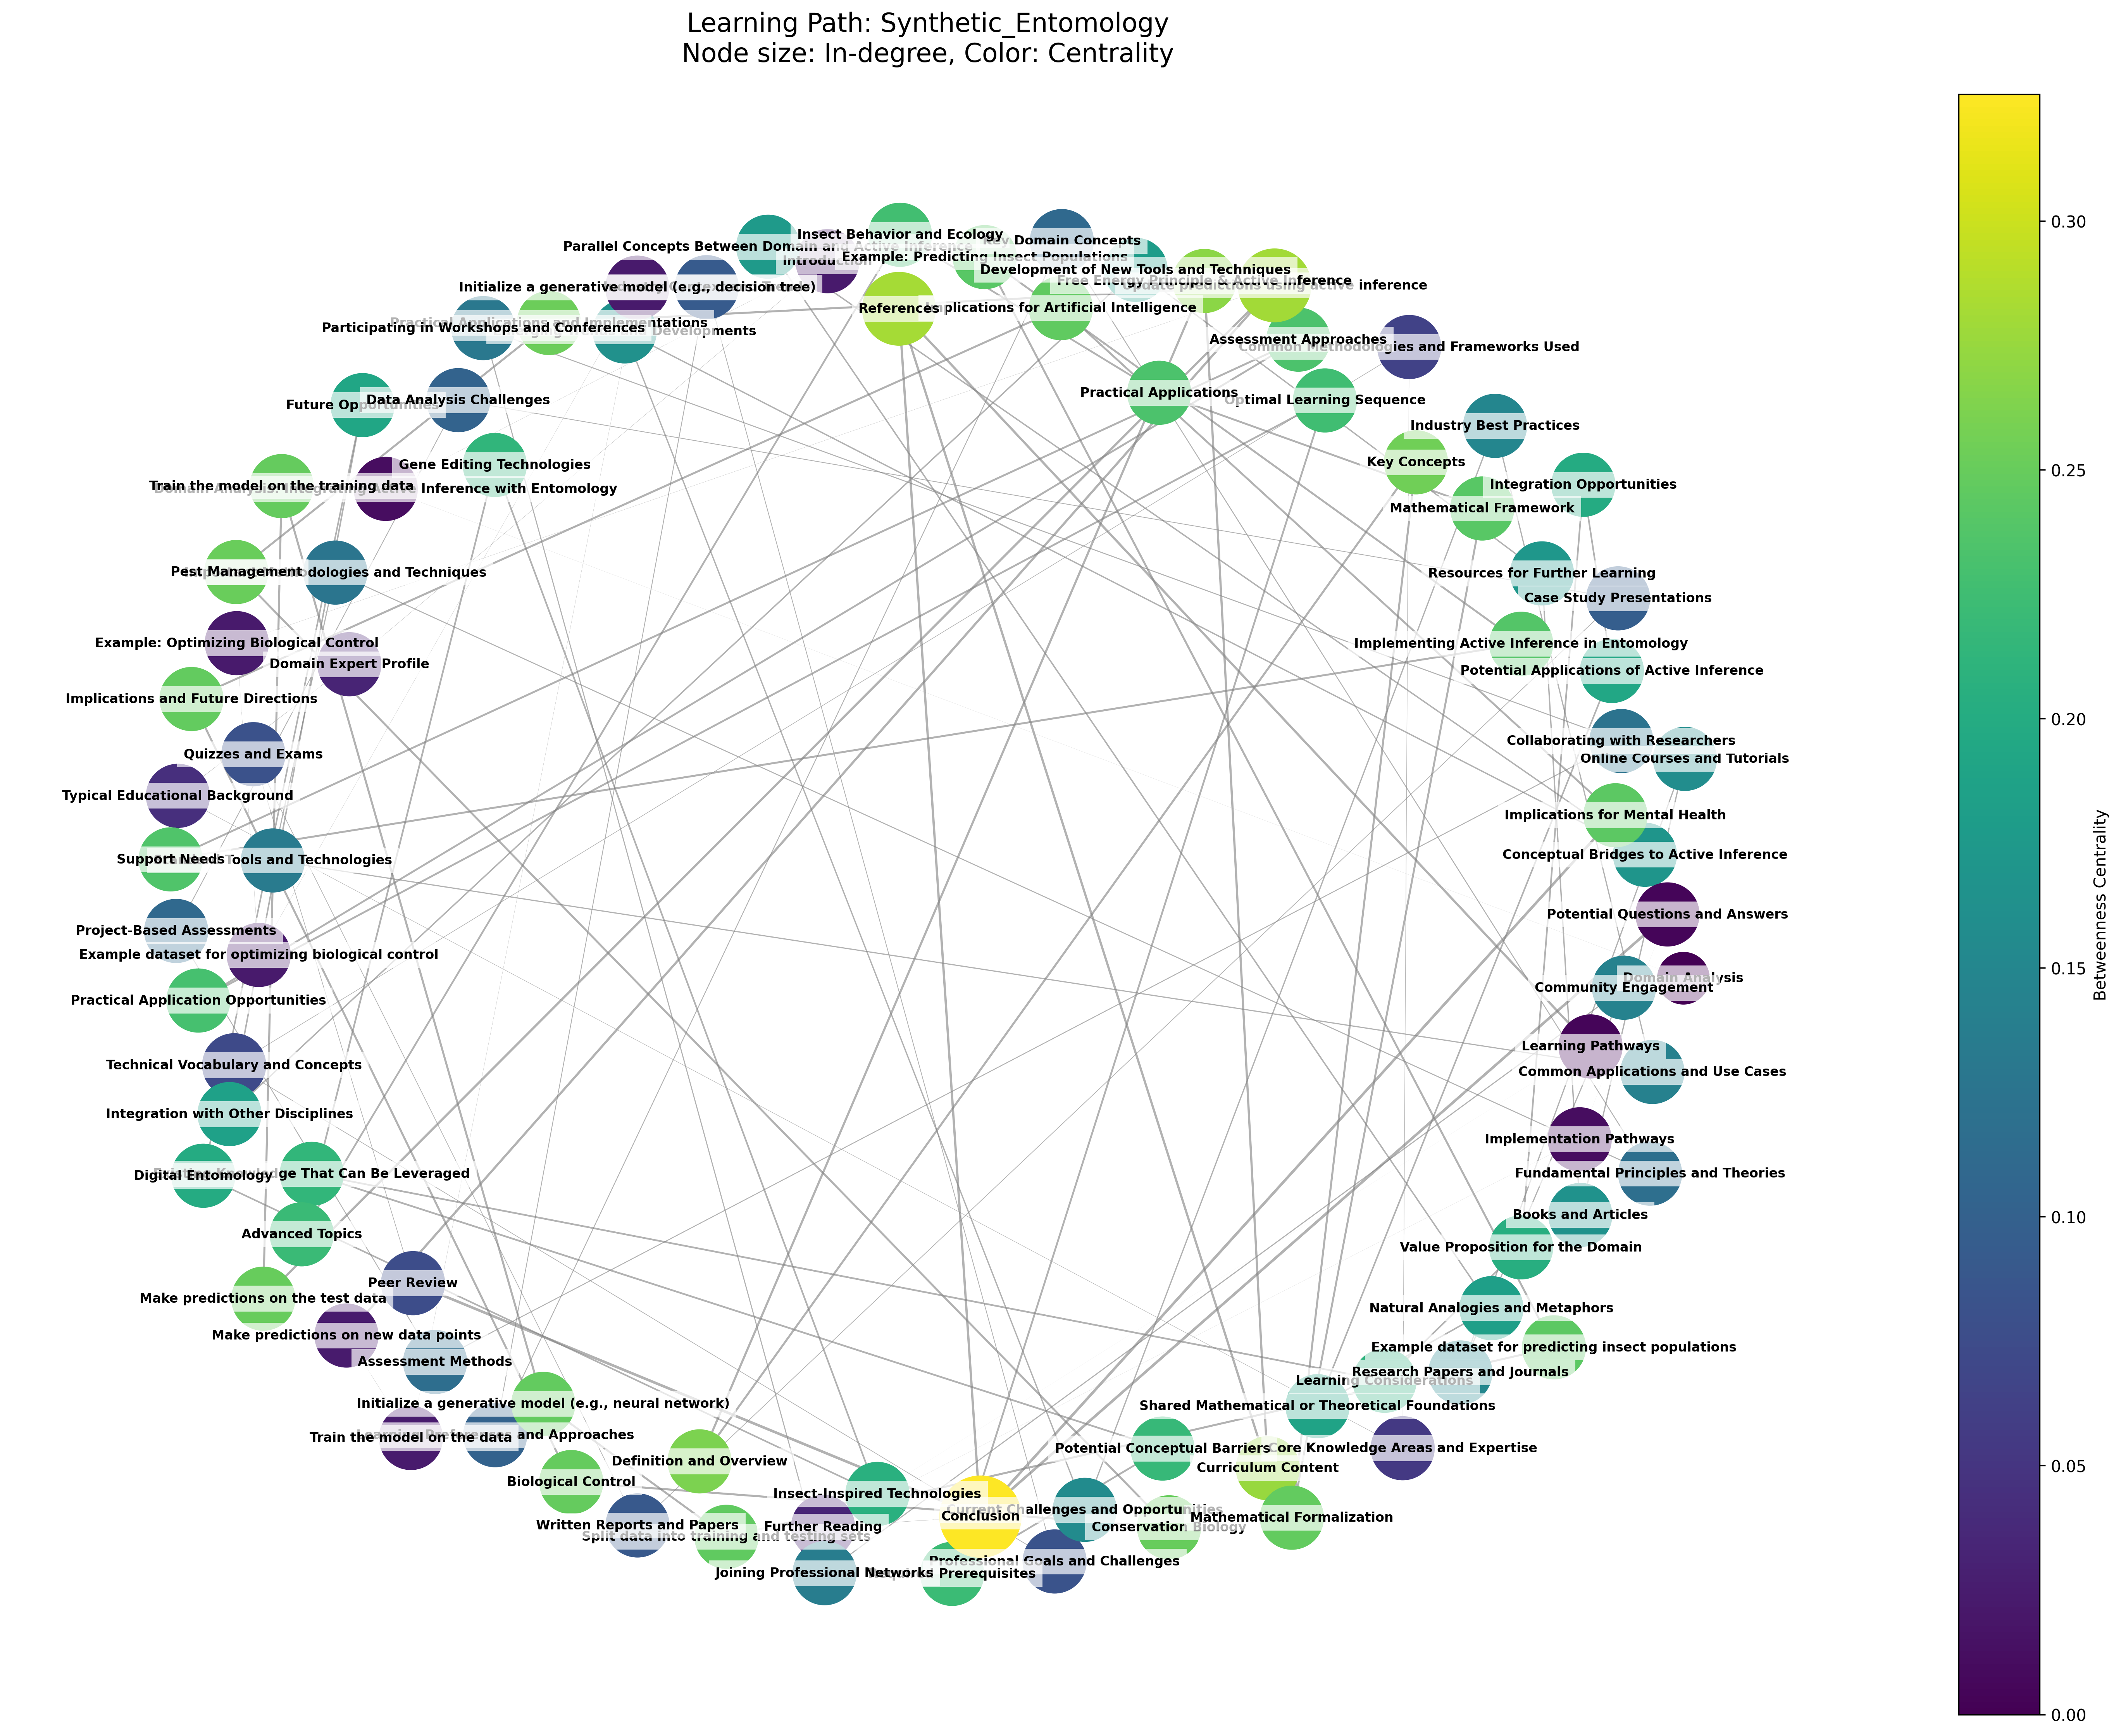 Learning Path: Synthetic_Entomology
Node size: In-degree, Color: Centrality
Insect Behavior and Ecology
Domain Concepts
Parallel Concepts Between Domain and Active Inference
Example: Predicting Insect Populations
Introduction
Development of New Tools and Techniques
Free Energy Principle & Active Inference
Update predictions using active inference
Initialize a generative model (e.g., decision tree)
References
Implications for Artificial Intelligence
Practical Applications and Implementations
Participating in Workshops and Conferences
Developments
Assessment Approaches
Common Methodologies and Frameworks Used
Practical Applications
Optimal Learning Sequence
Future Opportunities
Data Analysis Challenges
Industry Best Practices
Key Concepts
Gene Editing Technologies
Train the model on the training data
Domain Analysis: Integrating Active Inference with Entomology
Integration Opportunities
Mathematical Framework
Pest Management
Methodologies and Techniques
Resources for Further Learning
Case Study Presentations
Example: Optimizing Biological Control
Implementing Active Inference in Entomology
Domain Expert Profile
Potential Applications of Active Inference
Implications and Future Directions
Collaborating with Researchers
Quizzes and Exams
Online Courses and Tutorials
Typical Educational Background
Implications for Mental Health
Support Needs
Tools and Technologies
Conceptual Bridges to Active Inference
Potential Questions and Answers
Project-Based Assessments
Example dataset for optimizing biological control
Domain Analysis
Community Engagement
Practical Application Opportunities
Learning Pathways
Technical Vocabulary and Concepts
Common Applications and Use Cases
Integration with Other Disciplines
Implementation Pathways
Existing Knowledge That Can Be Leveraged
Digital Entomology
Fundamental Principles and Theories
Books and Articles
Advanced Topics
Value Proposition for the Domain
Peer Review
Make predictions on the test data
Natural Analogies and Metaphors
Make predictions on new data points
Example dataset for predicting insect populations
Assessment Methods
Research Papers and Journals
Learning Considerations
Initialize a generative model (e.g., neural network)
Shared Mathematical or Theoretical Foundations
Train the model on the data
Learning Preferences and Approaches
Potential Conceptual Barriers
Core Knowledge Areas and Expertise
Definition and Overview
Curriculum Content
Biological Control
Insect-Inspired Technologies
Current Challenges and Opportunities
Conclusion
Mathematical Formalization
Written Reports and Papers
Further Reading
Conservation Biology
Split data into training and testing sets
Professional Goals and Challenges
Joining Professional Networks
Prerequisites
0.30
0.25
0.20
0.15
0.10
0.05
0.00
Betweenness Centrality